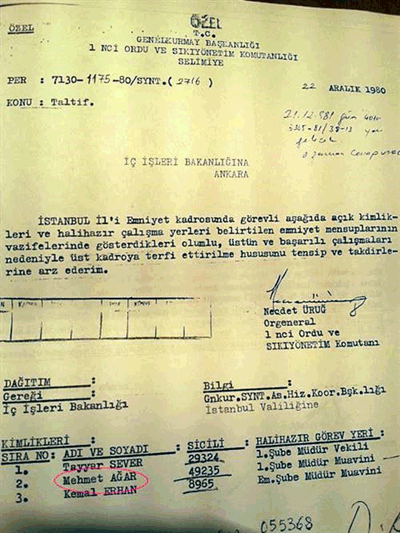 ÖZEL
ÖZEL
T.C.
GENELKURMAY BAŞKANLIĞI
1 NCİ ORDU VE SIKIYÖNETİM KOMUTANLIĞI
SELİMİYE
PER : 7130-1175-80/SYNT.(2716)
22 ARALIK 1980
KONU : Taltif.
İÇ İŞLERİ BAKANLIĞINA
ANKARA
İSTANBUL İl'i Emniyet kadrosunda görevli aşağıda açık kimlik-
leri ve halihazır çalışma yerleri belirtilen emniyet mensuplarının
vazifelerinde gösterdikleri olumlu, üstün ve başarılı çalışmaları
nedeniyle üst kadroya terfi ettirilme hususunu tensip ve takdirle-
rine arz ederim.
Necdet ÜRUĞ
Orgeneral
1 nci Ordu ve
SIKIYÖNETİM Komutanı
DAĞITIM :
Gereği :
İç İşleri Bakanlığı
Bilgi :
Gnkur.SYNT.As.Hiz.Koor.Bşk.lığı
İstanbul Valiliğine
KİMLİKLERİ :
SIRA NO: ADI VE SOYADI : SİCİLİ : HALİHAZIR GÖREV YERİ :
1. Tayyar SEVER 29324 1.Şube Müdür Vekili
2. Mehmet AĞAR 49235 1.Şube Müdür Muavini
3. Kemal ERHAN 8965 Em.Şube Müdür Muavini
055368